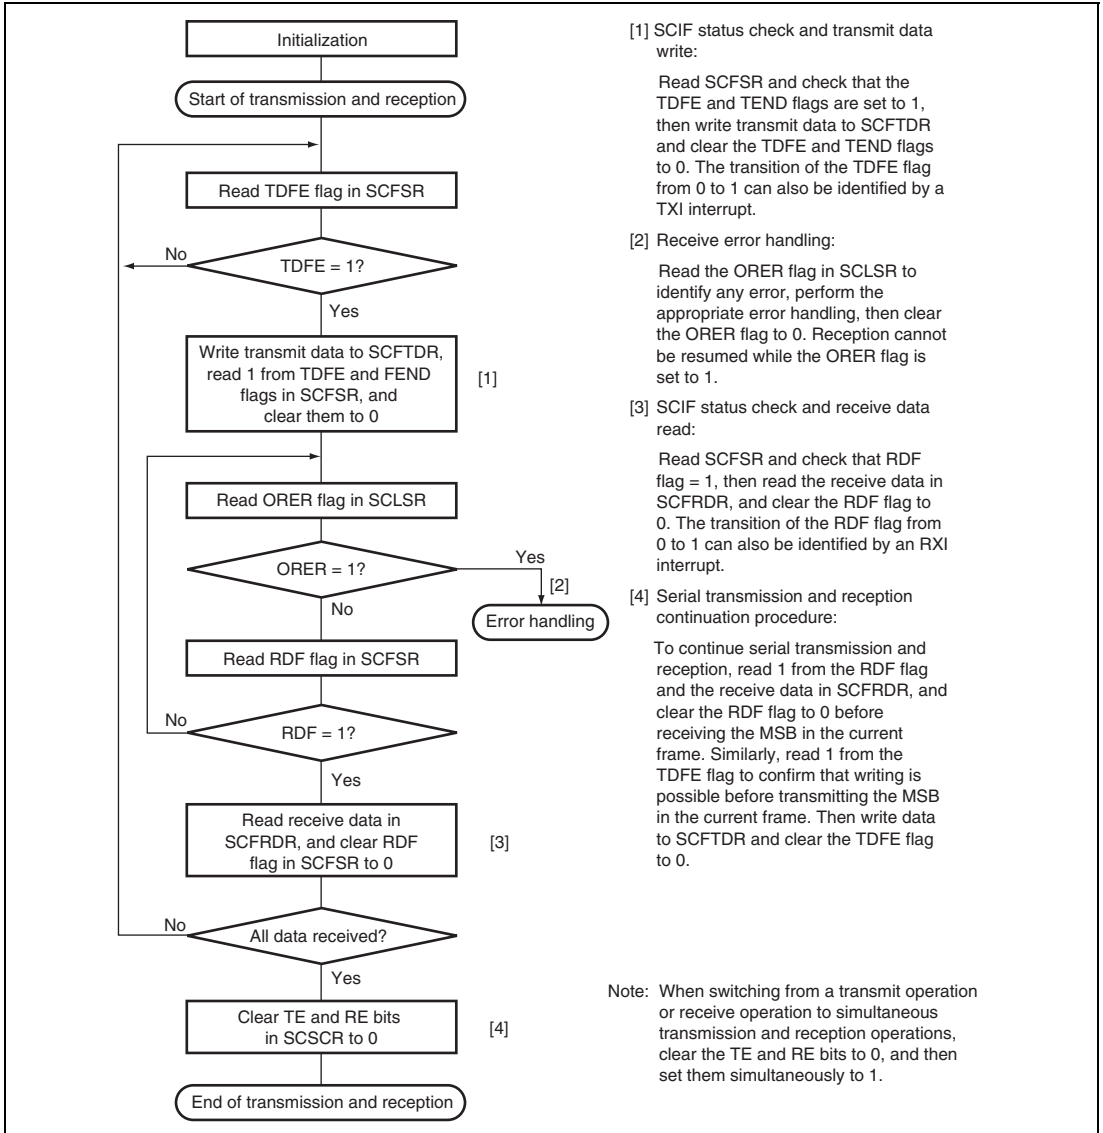 Initialization
Start of transmission and reception
Read TDFE flag in SCFSR
No
TDFE = 1?
Yes
Write transmit data to SCFTDR,
read 1 from TDFE and FEND
flags in SCFSR, and
clear them to 0
[1]
Read ORER flag in SCLSR
ORER = 1?
Yes
[2]
No
Error handling
Read RDF flag in SCFSR
No
RDF = 1?
Yes
Read receive data in
SCFRDR, and clear RDF
flag in SCFSR to 0
[3]
No
All data received?
Yes
Clear TE and RE bits
in SCSCR to 0
[4]
End of transmission and reception
[1] SCIF status check and transmit data
write:
Read SCFSR and check that the
TDFE and TEND flags are set to 1,
then write transmit data to SCFTDR
and clear the TDFE and TEND flags
to 0. The transition of the TDFE flag
from 0 to 1 can also be identified by a
TXI interrupt.
[2] Receive error handling:
Read the ORER flag in SCLSR to
identify any error, perform the
appropriate error handling, then clear
the ORER flag to 0. Reception cannot
be resumed while the ORER flag is
set to 1.
[3] SCIF status check and receive data
read:
Read SCFSR and check that RDF
flag = 1, then read the receive data in
SCFRDR, and clear the RDF flag to
0. The transition of the RDF flag from
0 to 1 can also be identified by an RXI
interrupt.
[4] Serial transmission and reception
continuation procedure:
To continue serial transmission and
reception, read 1 from the RDF flag
and the receive data in SCFRDR, and
clear the RDF flag to 0 before
receiving the MSB in the current
frame. Similarly, read 1 from the
TDFE flag to confirm that writing is
possible before transmitting the MSB
in the current frame. Then write data
to SCFTDR and clear the TDFE flag
to 0.
Note: When switching from a transmit operation
or receive operation to simultaneous
transmission and reception operations,
clear the TE and RE bits to 0, and then
set them simultaneously to 1.